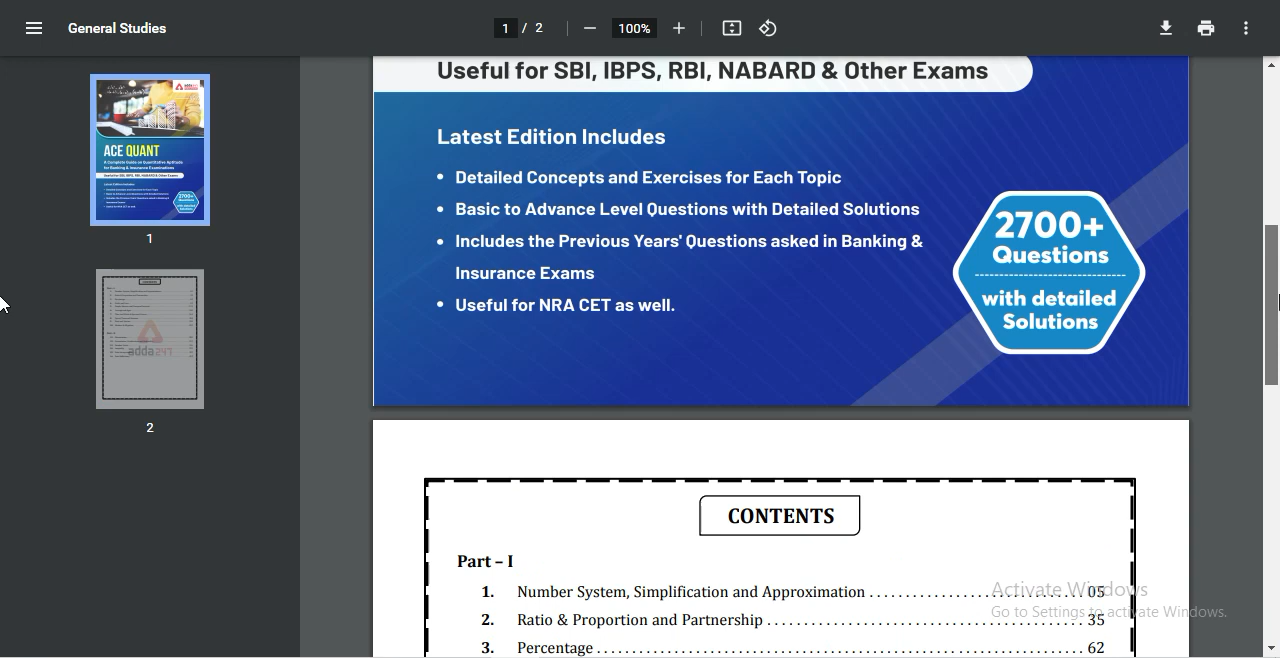 General Studies
1 / 2
100%
ACE QUANT
1
adda247
2
Useful for SBI, IBPS, RBI, NABARD & Other Exams
Latest Edition Includes
• Detailed Concepts and Exercises for Each Topic
• Basic to Advance Level Questions with Detailed Solutions
• Includes the Previous Years' Questions asked in Banking &
Insurance Exams
• Useful for NRA CET as well.
2700+
Questions
with detailed
Solutions
CONTENTS
Part – I
1. Number System, Simplification and Approximation 05
2. Ratio & Proportion and Partnership 35
3. Percentage 62
Activate Windows
Go to Settings to activate Windows.